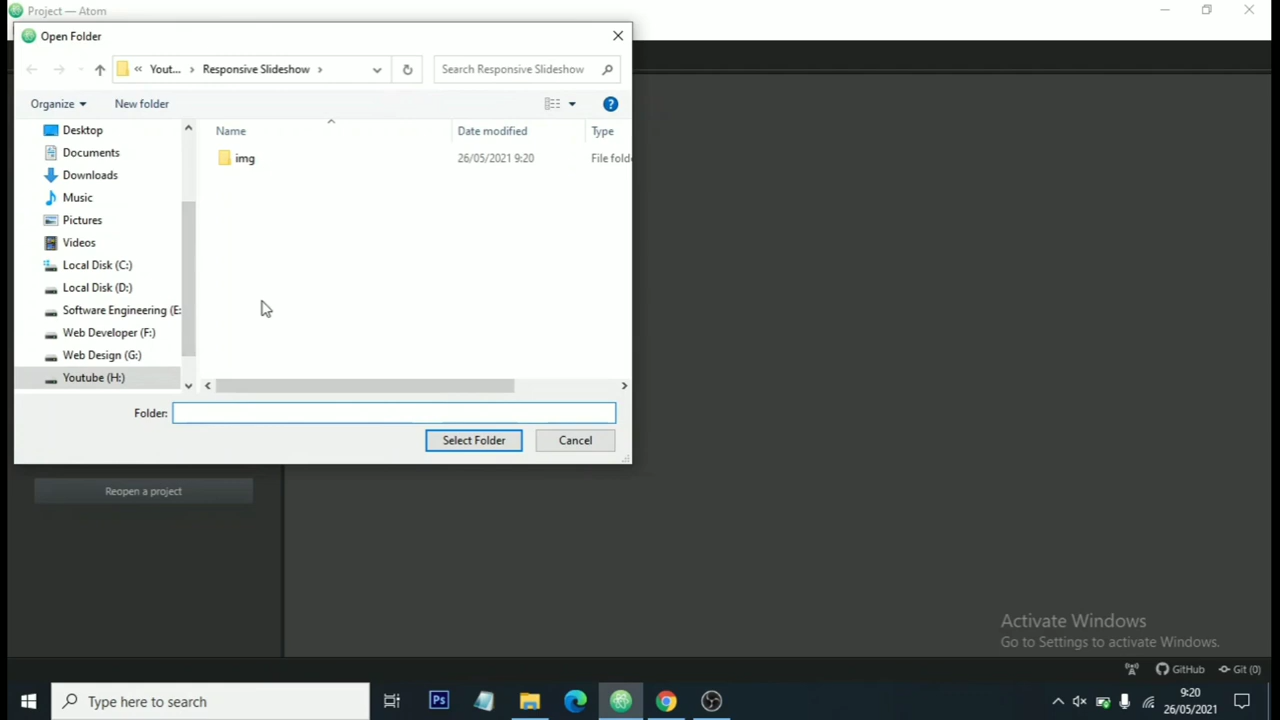 Project — Atom
Open Folder
« Yout... › Responsive Slideshow ›
Search Responsive Slideshow
Organize
New folder
?
Name
Date modified
Type
Desktop
Documents
Downloads
Music
Pictures
Videos
Local Disk (C:)
Local Disk (D:)
Software Engineering (E:
Web Developer (F:)
Web Design (G:)
Youtube (H:)
img
26/05/2021 9:20
File folde
Folder:
Select Folder
Cancel
Reopen a project
Activate Windows
Go to Settings to activate Windows.
GitHub
Git (0)
Type here to search
Ps
9:20
26/05/2021